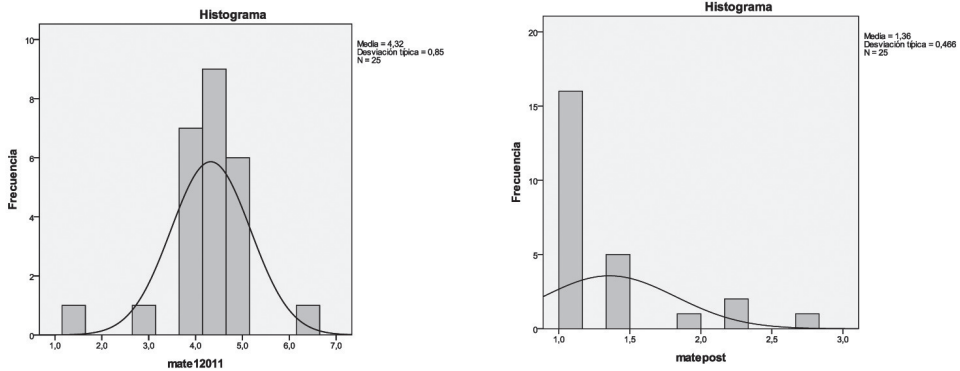 Histograma
Media = 4,32
Desviación típica = 0,85
N = 25
Frecuencia
10
8
6
4
2
0
1,0 2,0 3,0 4,0 5,0 6,0 7,0
mate12011
Histograma
Media = 1,36
Desviación típica = 0,466
N = 25
Frecuencia
20
15
10
5
0
1,0 1,5 2,0 2,5 3,0
matepost